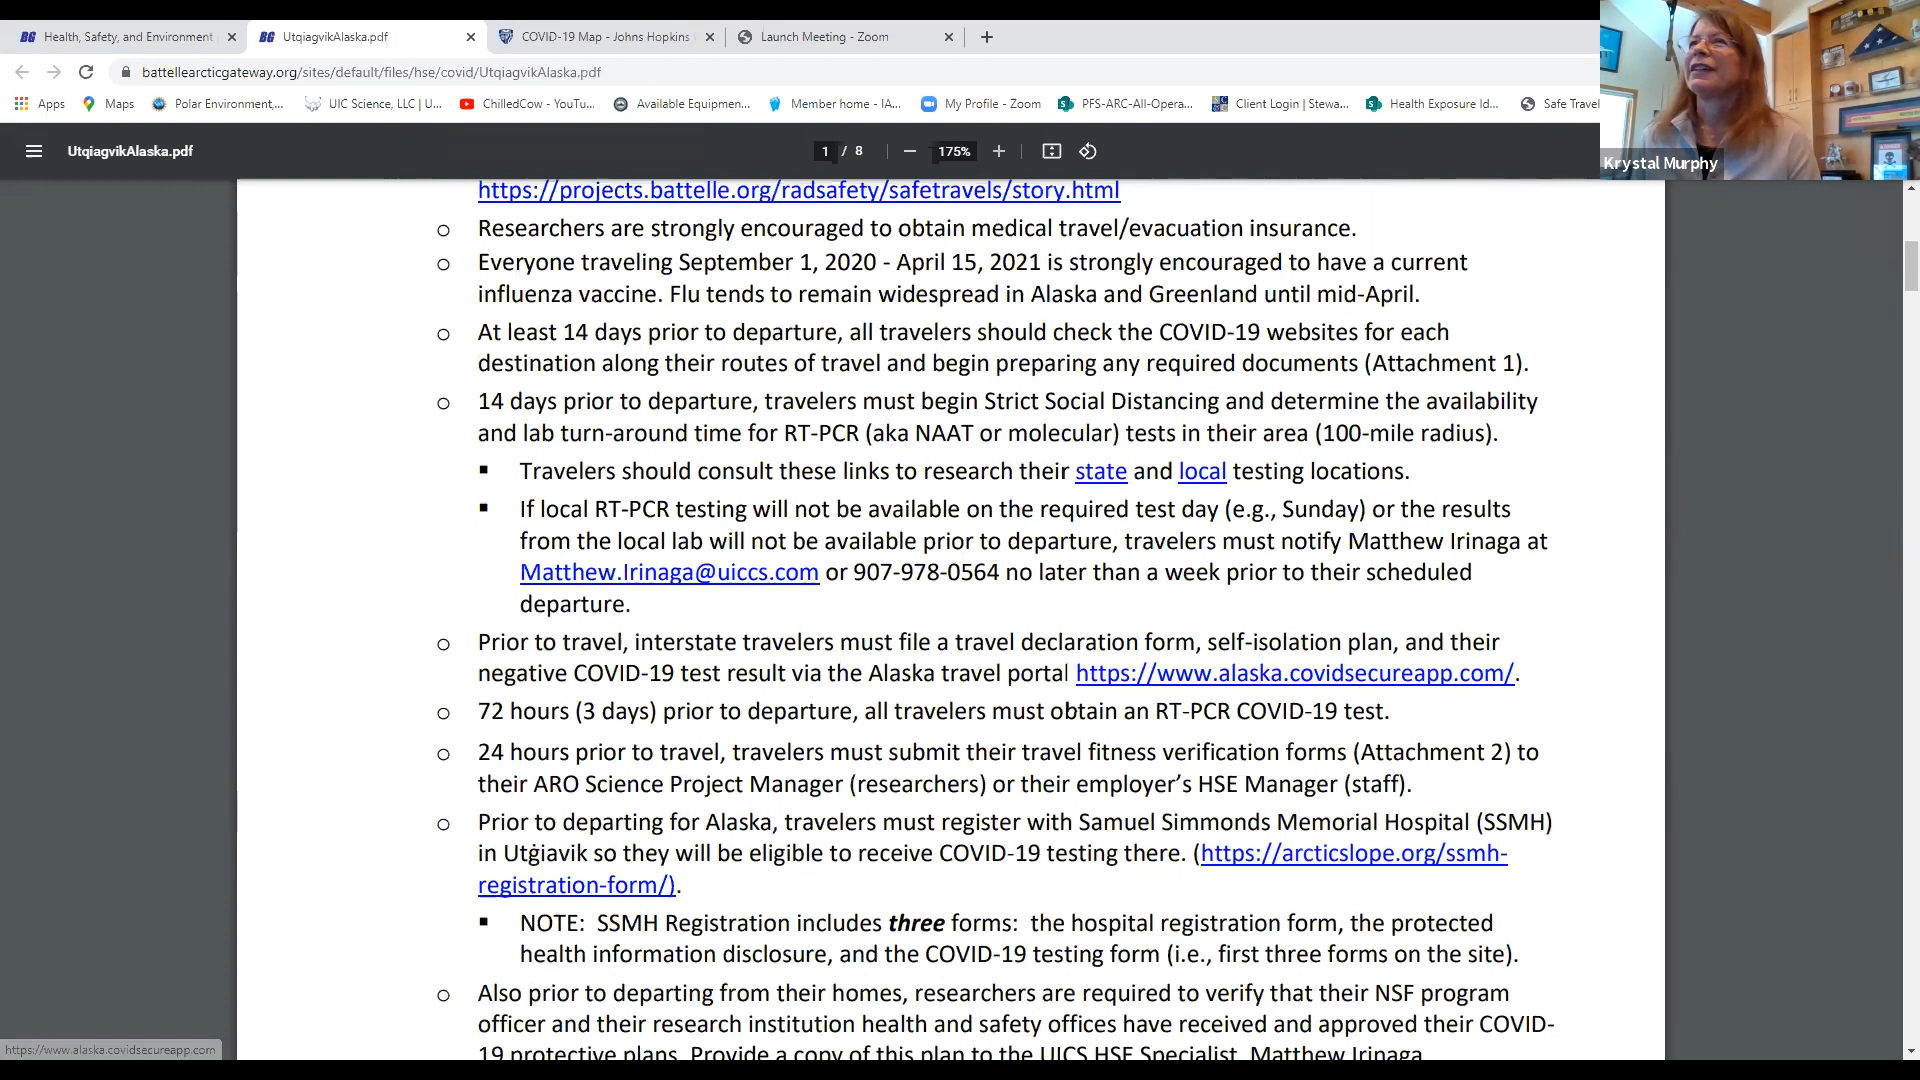 Health, Safety, and Environment
UtqiagvikAlaska.pdf
COVID-19 Map - Johns Hopkins
Launch Meeting - Zoom
battellearcticgateway.org/sites/default/files/hse/covid/UtqiagvikAlaska.pdf
Apps Maps Polar Environment,... UIC Science, LLC | U... ChilledCow - YouTu... Available Equipmen... Member home - IA... My Profile - Zoom PFS-ARC-All-Opera... Client Login | Stewa... Health Exposure Id... Safe Travel
UtqiagvikAlaska.pdf 1 / 8 175%
Krystal Murphy
https://projects.battelle.org/radsafety/safetravels/story.html
o Researchers are strongly encouraged to obtain medical travel/evacuation insurance.
o Everyone traveling September 1, 2020 - April 15, 2021 is strongly encouraged to have a current
influenza vaccine. Flu tends to remain widespread in Alaska and Greenland until mid-April.
o At least 14 days prior to departure, all travelers should check the COVID-19 websites for each
destination along their routes of travel and begin preparing any required documents (Attachment 1).
o 14 days prior to departure, travelers must begin Strict Social Distancing and determine the availability
and lab turn-around time for RT-PCR (aka NAAT or molecular) tests in their area (100-mile radius).
▪ Travelers should consult these links to research their state and local testing locations.
▪ If local RT-PCR testing will not be available on the required test day (e.g., Sunday) or the results
from the local lab will not be available prior to departure, travelers must notify Matthew Irinaga at
Matthew.Irinaga@uiccs.com or 907-978-0564 no later than a week prior to their scheduled
departure.
o Prior to travel, interstate travelers must file a travel declaration form, self-isolation plan, and their
negative COVID-19 test result via the Alaska travel portal https://www.alaska.covidsecureapp.com/.
o 72 hours (3 days) prior to departure, all travelers must obtain an RT-PCR COVID-19 test.
o 24 hours prior to travel, travelers must submit their travel fitness verification forms (Attachment 2) to
their ARO Science Project Manager (researchers) or their employer's HSE Manager (staff).
o Prior to departing for Alaska, travelers must register with Samuel Simmonds Memorial Hospital (SSMH)
in Utġiavik so they will be eligible to receive COVID-19 testing there. (https://arcticslope.org/ssmh-
registration-form/).
▪ NOTE: SSMH Registration includes three forms: the hospital registration form, the protected
health information disclosure, and the COVID-19 testing form (i.e., first three forms on the site).
o Also prior to departing from their homes, researchers are required to verify that their NSF program
officer and their research institution health and safety offices have received and approved their COVID-
19 protective plans. Provide a copy of this plan to the UICS HSE Specialist, Matthew Irinaga
https://www.alaska.covidsecureapp.com